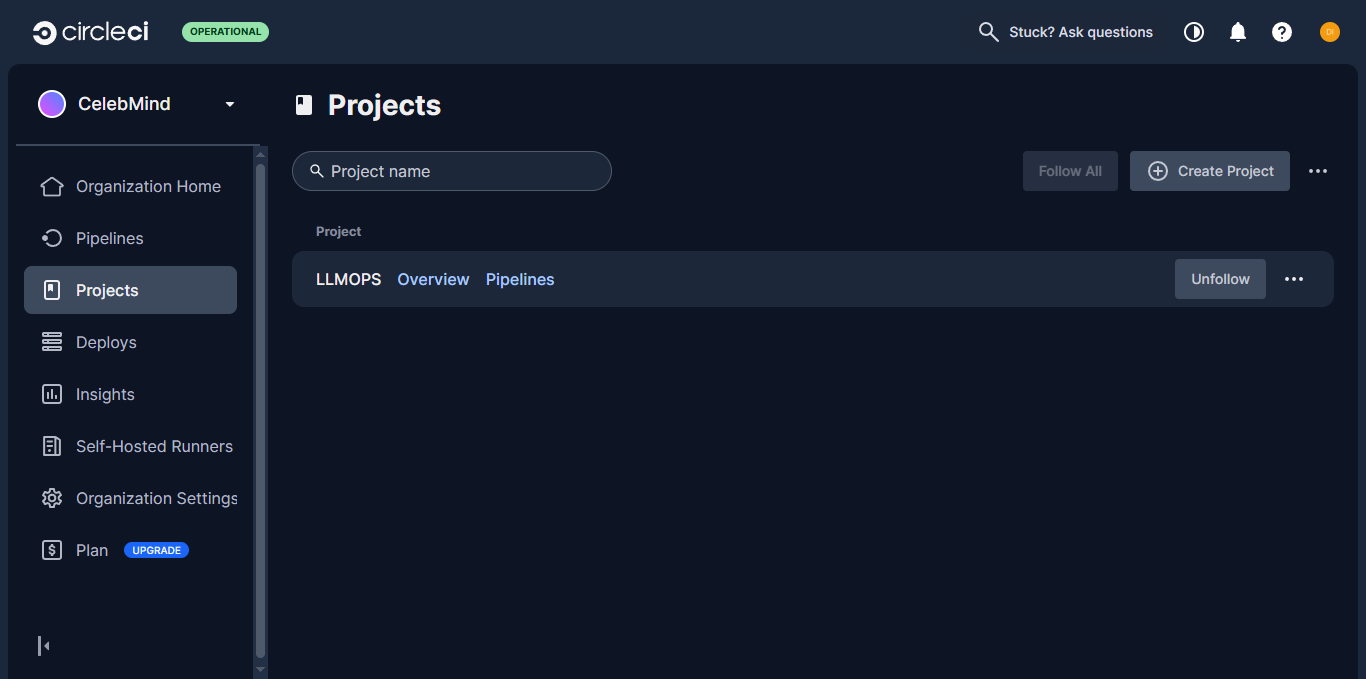 circleci OPERATIONAL Stuck? Ask questions
CelebMind
Organization Home
Pipelines
Projects
Deploys
Insights
Self-Hosted Runners
Organization Settings
Plan UPGRADE
Projects
Project name Follow All Create Project
Project
LLMOPS Overview Pipelines Unfollow